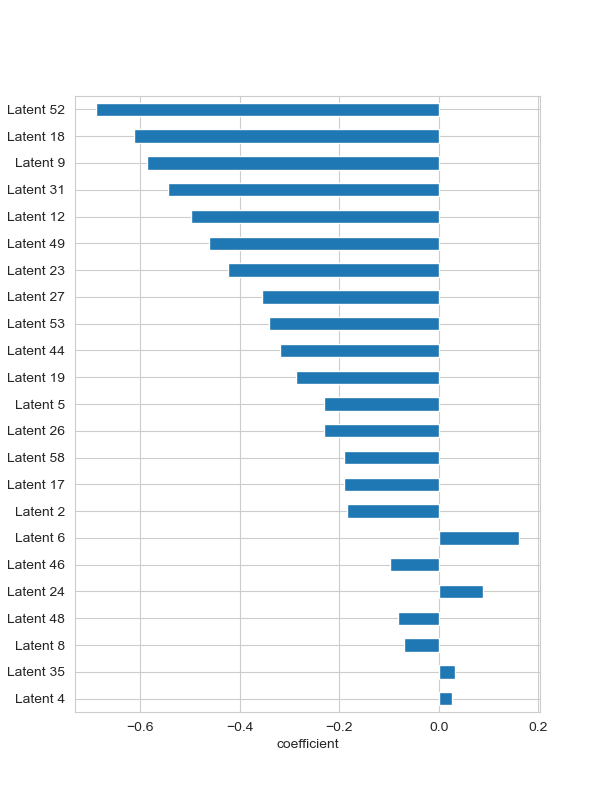 Latent 52
Latent 18
Latent 9
Latent 31
Latent 12
Latent 49
Latent 23
Latent 27
Latent 53
Latent 44
Latent 19
Latent 5
Latent 26
Latent 58
Latent 17
Latent 2
Latent 6
Latent 46
Latent 24
Latent 48
Latent 8
Latent 35
Latent 4
−0.6 −0.4 −0.2 0.0 0.2
coefficient